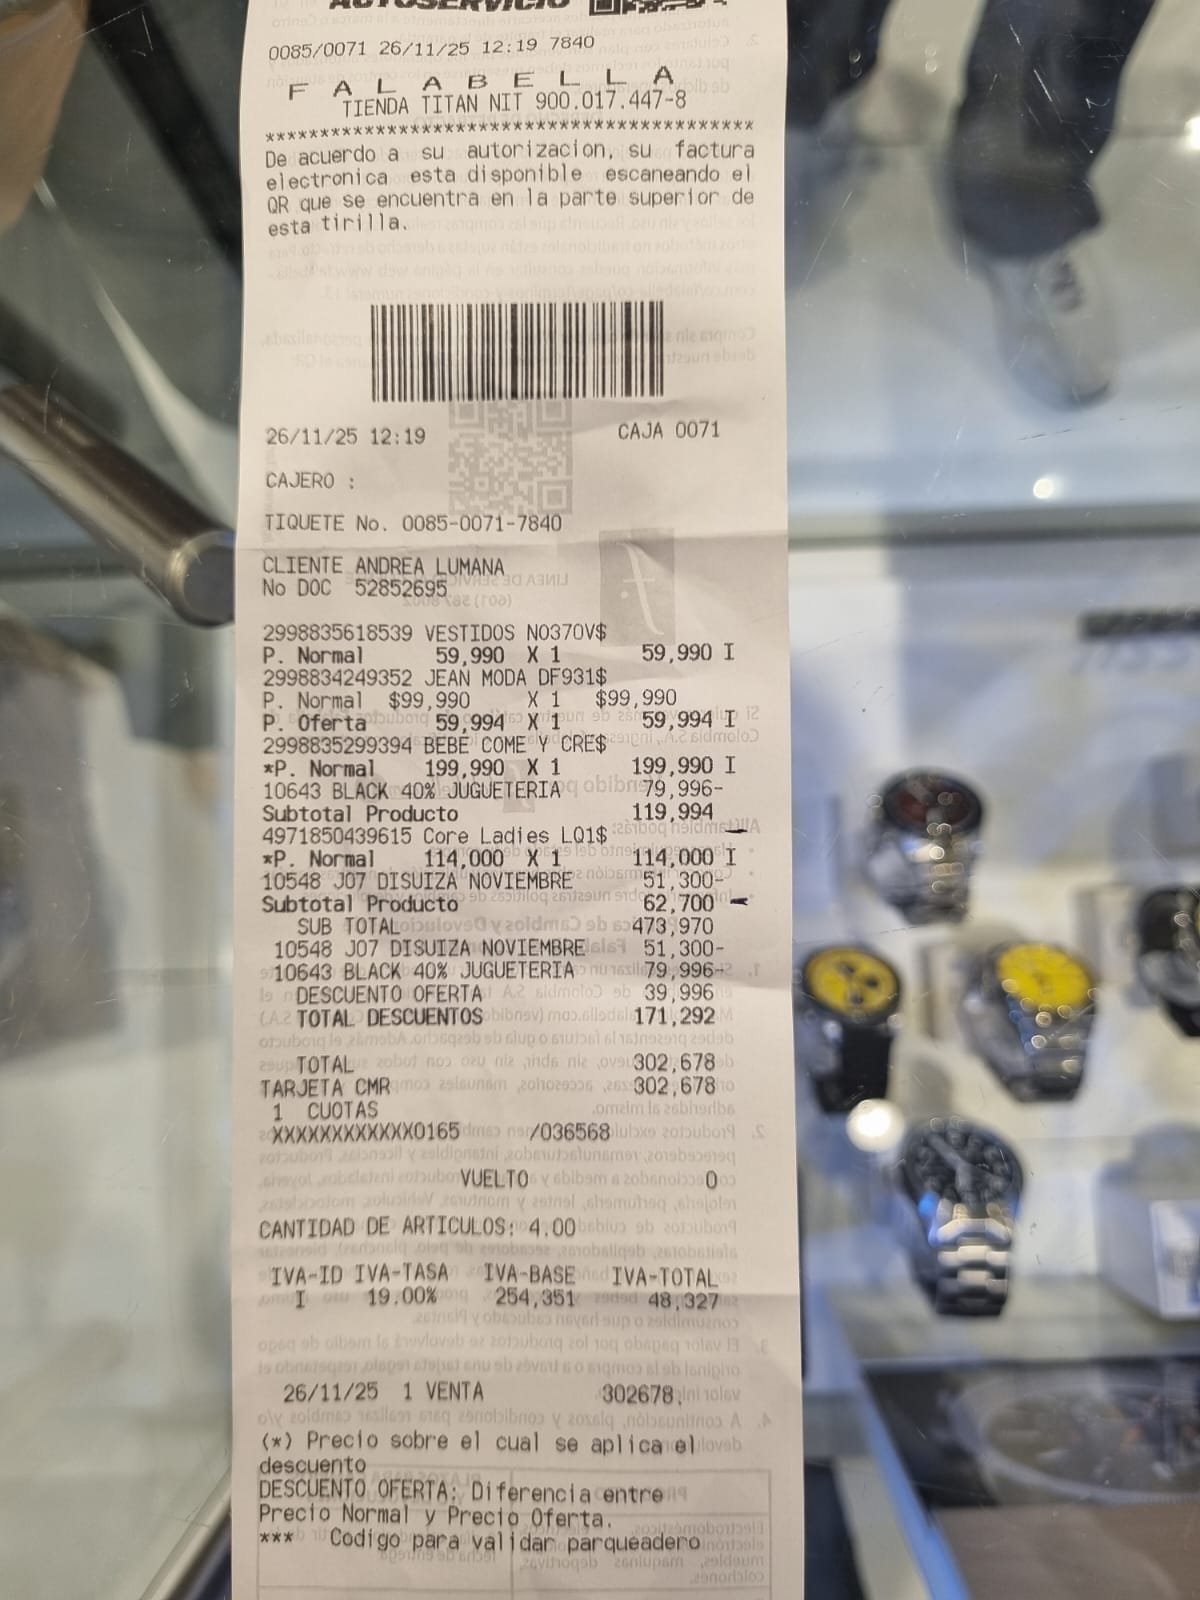 AUTOSERVICIO
0085/0071 26/11/25 12:19 7840
F A L A B E L L A
TIENDA TITAN NIT 900.017.447-8
******************************************
De acuerdo a su autorizacion, su factura
electronica esta disponible escaneando el
QR que se encuentra en la parte superior de
esta tirilla.
26/11/25 12:19 CAJA 0071
CAJERO :
TIQUETE No. 0085-0071-7840
CLIENTE ANDREA LUMANA
No DOC 52852695
2998835618539 VESTIDOS NO370V$
P. Normal 59,990 X 1 59,990 I
2998834249352 JEAN MODA DF931$
P. Normal $99,990 X 1 $99,990
P. Oferta 59,994 X 1 59,994 I
2998835299394 BEBE COME Y CRE$
*P. Normal 199,990 X 1 199,990 I
10643 BLACK 40% JUGUETERIA 79,996-
Subtotal Producto 119,994
4971850439615 Core Ladies LQ1$
*P. Normal 114,000 X 1 114,000 I
10548 J07 DISUIZA NOVIEMBRE 51,300-
Subtotal Producto 62,700
SUB TOTAL 473,970
10548 J07 DISUIZA NOVIEMBRE 51,300-
10643 BLACK 40% JUGUETERIA 79,996-
DESCUENTO OFERTA 39,996
TOTAL DESCUENTOS 171,292
TOTAL 302,678
TARJETA CMR 302,678
1 CUOTAS
XXXXXXXXXXXX0165 /036568
VUELTO 0
CANTIDAD DE ARTICULOS: 4.00
IVA-ID IVA-TASA IVA-BASE IVA-TOTAL
I 19.00% 254,351 48,327
26/11/25 1 VENTA 302678
(*) Precio sobre el cual se aplica el
descuento
DESCUENTO OFERTA: Diferencia entre
Precio Normal y Precio Oferta.
*** Codigo para validar parqueadero